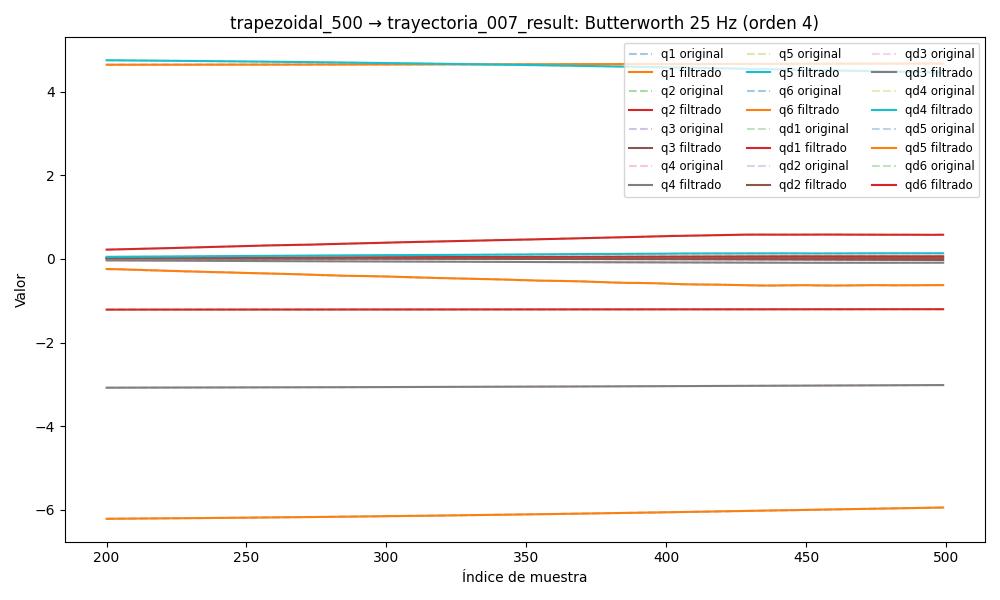 trapezoidal_500 → trayectoria_007_result: Butterworth 25 Hz (orden 4)
q1 original
q1 filtrado
q2 original
q2 filtrado
q3 original
q3 filtrado
q4 original
q4 filtrado
q5 original
q5 filtrado
q6 original
q6 filtrado
qd1 original
qd1 filtrado
qd2 original
qd2 filtrado
qd3 original
qd3 filtrado
qd4 original
qd4 filtrado
qd5 original
qd5 filtrado
qd6 original
qd6 filtrado
Valor
4
2
0
−2
−4
−6
200
250
300
350
400
450
500
Índice de muestra